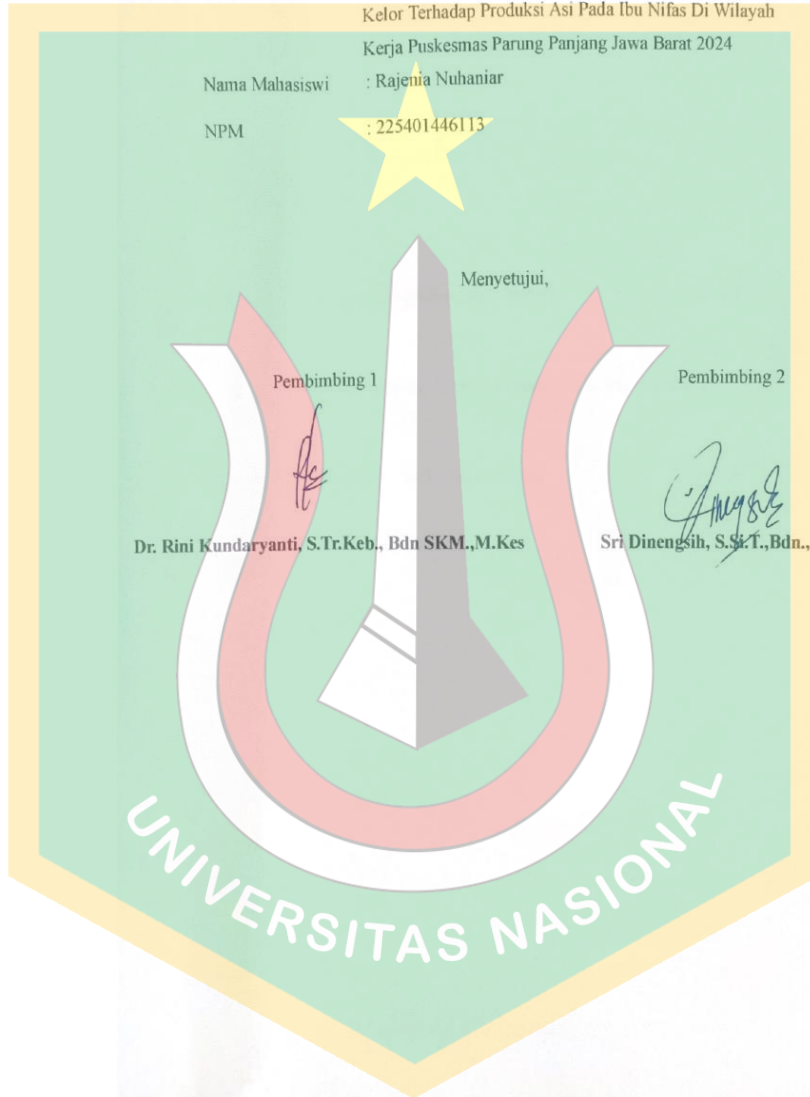 Kelor Terhadap Produksi Asi Pada Ibu Nifas Di Wilayah
Kerja Puskesmas Parung Panjang Jawa Barat 2024
Nama Mahasiswi : Rajenia Nuhaniar
NPM : 225401446113
Menyetujui,
Pembimbing 1 Pembimbing 2
Dr. Rini Kundaryanti, S.Tr.Keb., Bdn SKM.,M.Kes Sri Dinengsih, S.Si.T.,Bdn.,
UNIVERSITAS NASIONAL